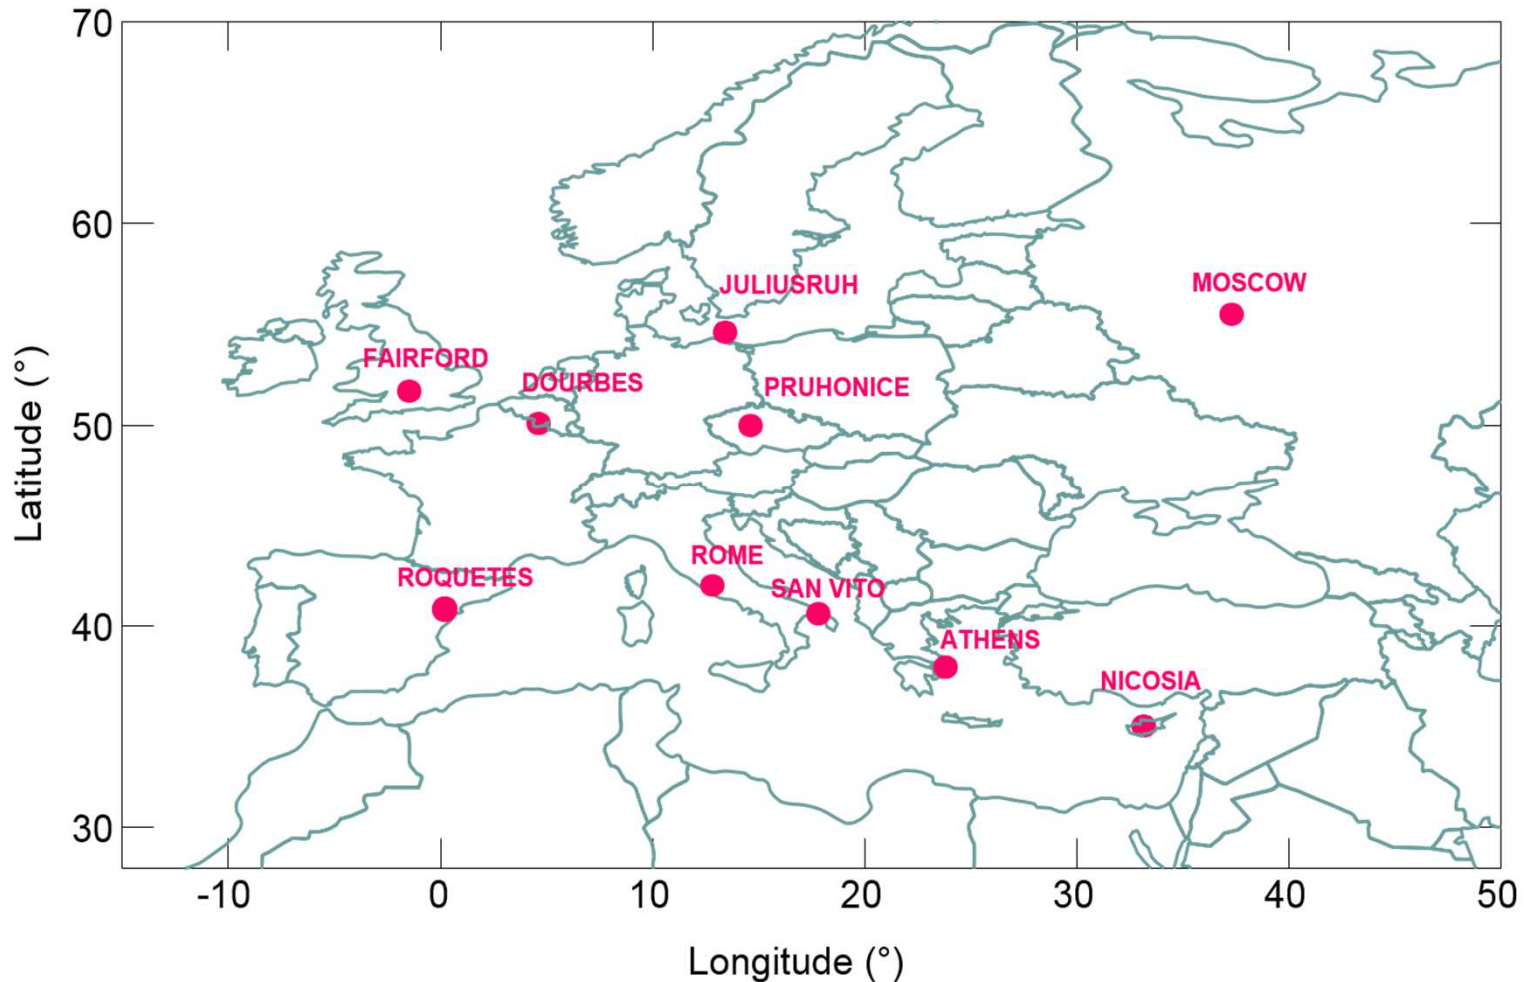 70
60
50
40
30
Latitude (°)
JULIUSRUH
MOSCOW
FAIRFORD
DOURBES
PRUHONICE
ROME
ROQUETES
SAN VITO
ATHENS
NICOSIA
-10 0 10 20 30 40 50
Longitude (°)